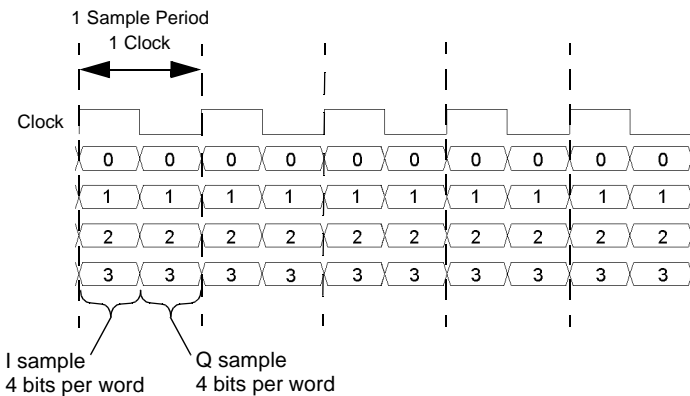 1 Sample Period
1 Clock
Clock
0 0 0 0 0 0 0 0 0 0
1 1 1 1 1 1 1 1 1 1
2 2 2 2 2 2 2 2 2 2
3 3 3 3 3 3 3 3 3 3
I sample
4 bits per word
Q sample
4 bits per word